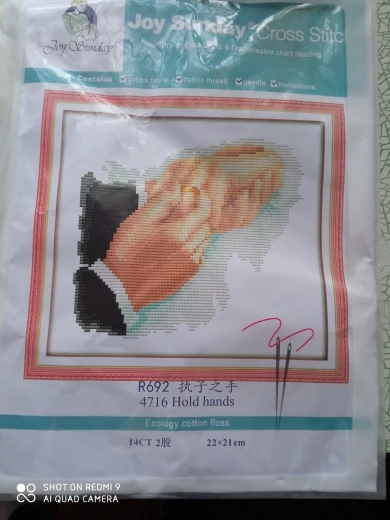 Joy Sunday
Joy Sunday Cross Stitc
Contains cotton fabric cotton thread needle instructions
R692 执子之手
4716 Hold hands
Ecology cotton floss
14CT 2股 22×21cm
SHOT ON REDMI 9
AI QUAD CAMERA